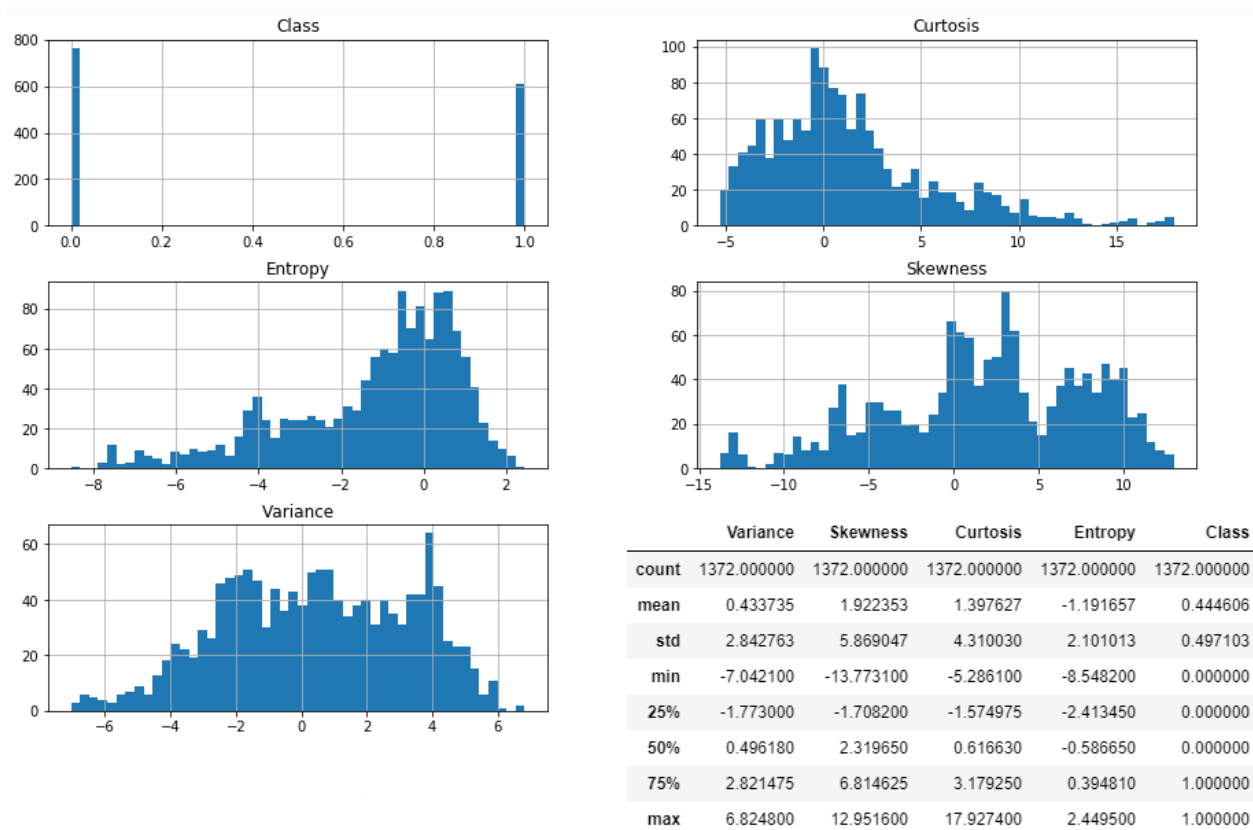 Class
800
600
400
200
0
0.0 0.2 0.4 0.6 0.8 1.0
Curtosis
100
80
60
40
20
0
−5 0 5 10 15
Entropy
80
60
40
20
0
−8 −6 −4 −2 0 2
Skewness
80
60
40
20
0
−15 −10 −5 0 5 10
Variance
60
40
20
0
−6 −4 −2 0 2 4 6
Variance Skewness Curtosis Entropy Class
count 1372.000000 1372.000000 1372.000000 1372.000000 1372.000000
mean 0.433735 1.922353 1.397627 -1.191657 0.444606
std 2.842763 5.869047 4.310030 2.101013 0.497103
min -7.042100 -13.773100 -5.286100 -8.548200 0.000000
25% -1.773000 -1.708200 -1.574975 -2.413450 0.000000
50% 0.496180 2.319650 0.616630 -0.586650 0.000000
75% 2.821475 6.814625 3.179250 0.394810 1.000000
max 6.824800 12.951600 17.927400 2.449500 1.000000